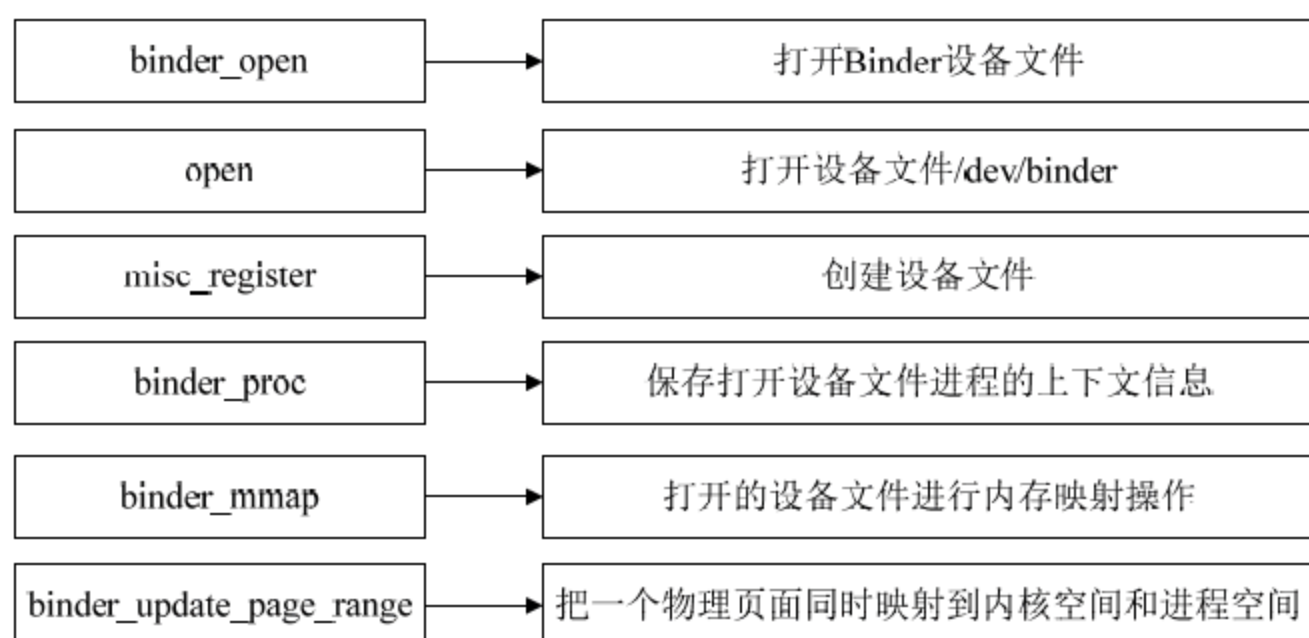 binder_open
打开Binder设备文件
open
打开设备文件/dev/binder
misc_register
创建设备文件
binder_proc
保存打开设备文件进程的上下文信息
binder_mmap
打开的设备文件进行内存映射操作
binder_update_page_range
把一个物理页面同时映射到内核空间和进程空间